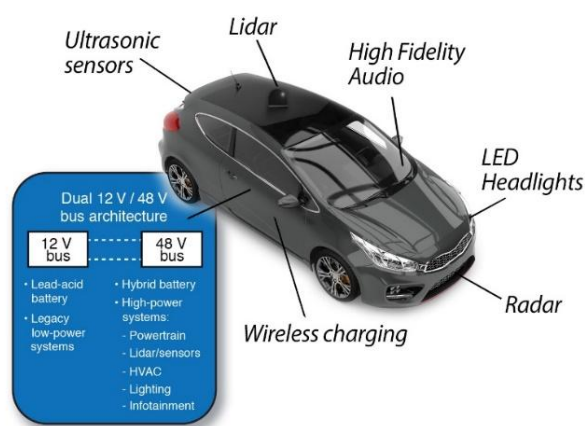 Ultrasonic
sensors
Lidar
High Fidelity
Audio
LED
Headlights
Radar
Wireless charging
Dual 12 V / 48 V
bus architecture
12 V
bus
48 V
bus
• Lead-acid
battery
• Legacy
low-power
systems
• Hybrid battery
• High-power
systems:
- Powertrain
- Lidar/sensors
- HVAC
- Lighting
- Infotainment